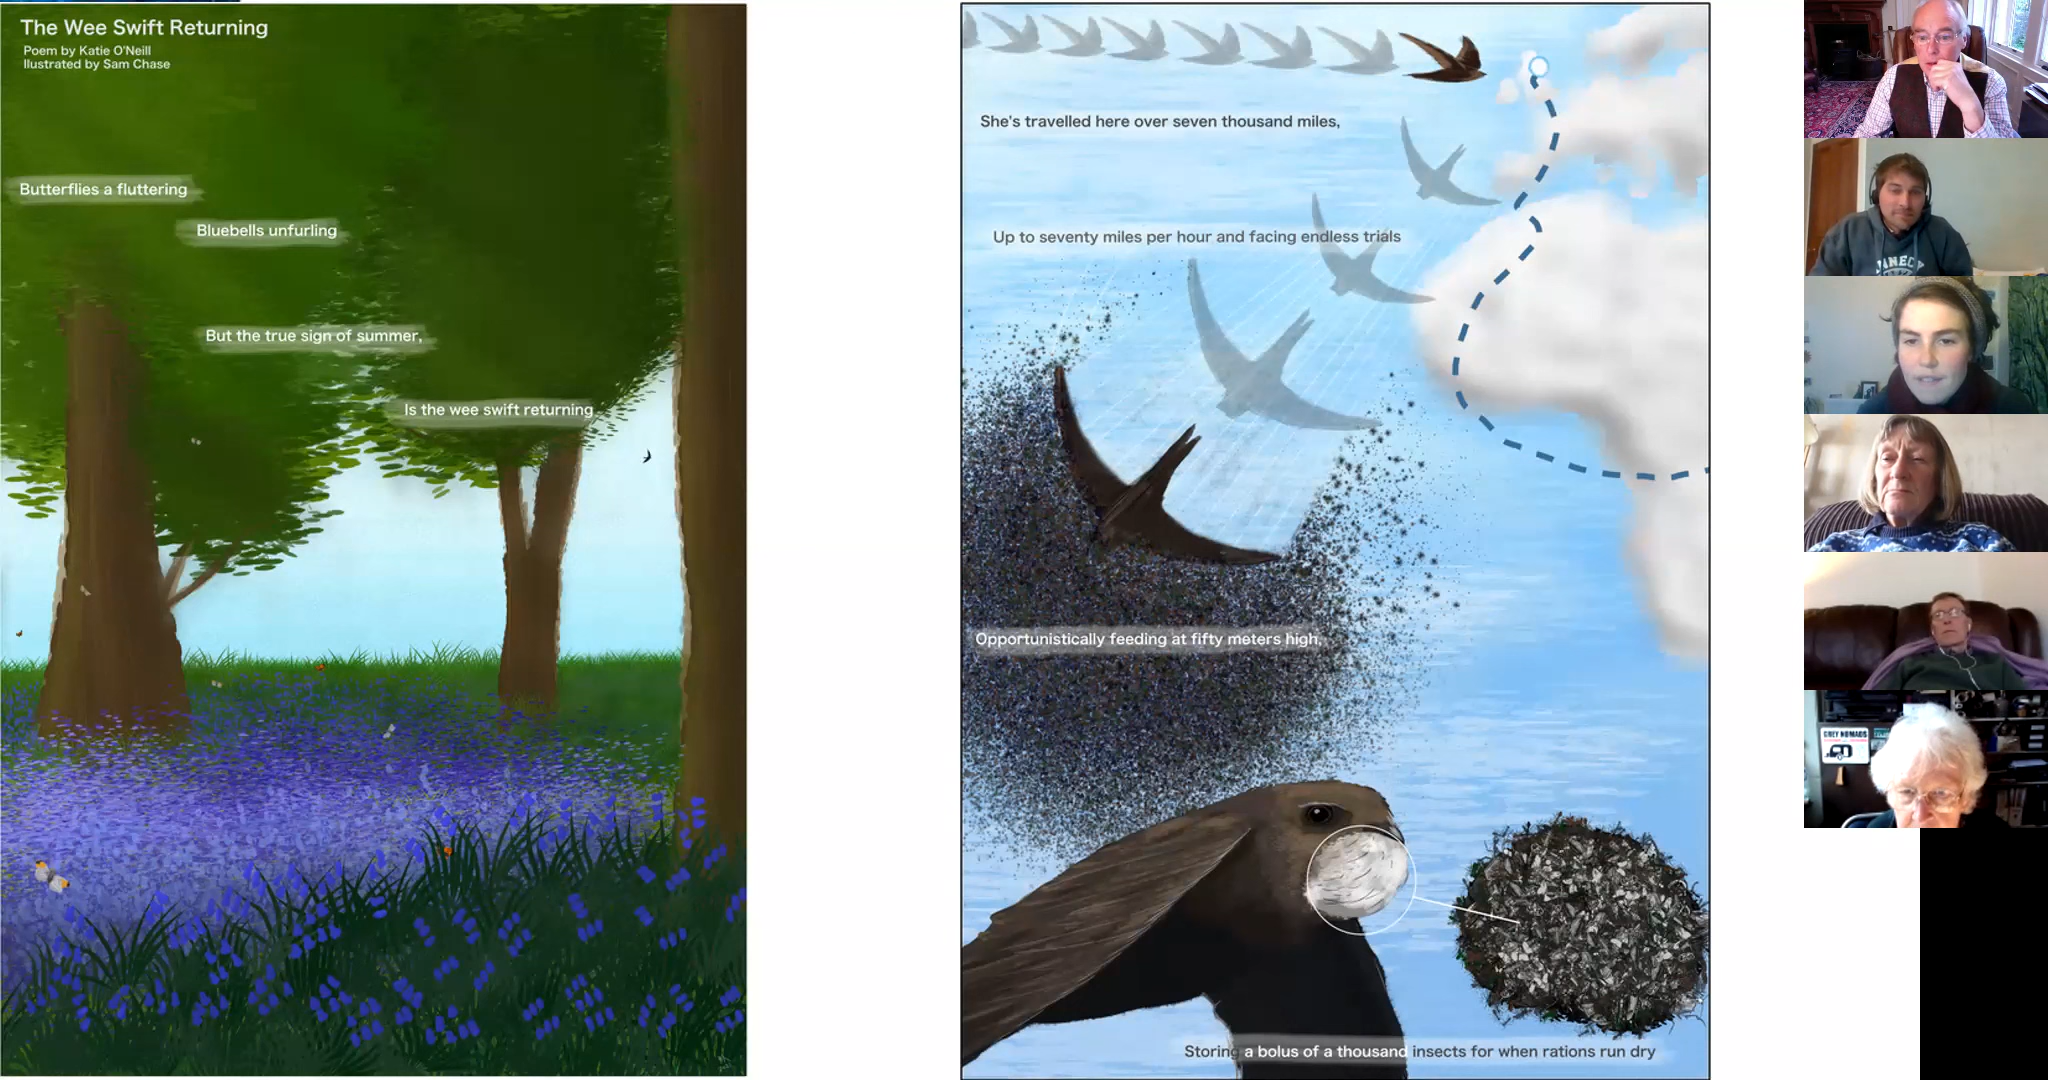 The Wee Swift Returning
Poem by Katie O'Neill
Ilustrated by Sam Chase
Butterflies a fluttering
Bluebells unfurling
But the true sign of summer,
Is the wee swift returning
She's travelled here over seven thousand miles,
Up to seventy miles per hour and facing endless trials
Opportunistically feeding at fifty meters high,
Storing a bolus of a thousand insects for when rations run dry
GREY NOMADS